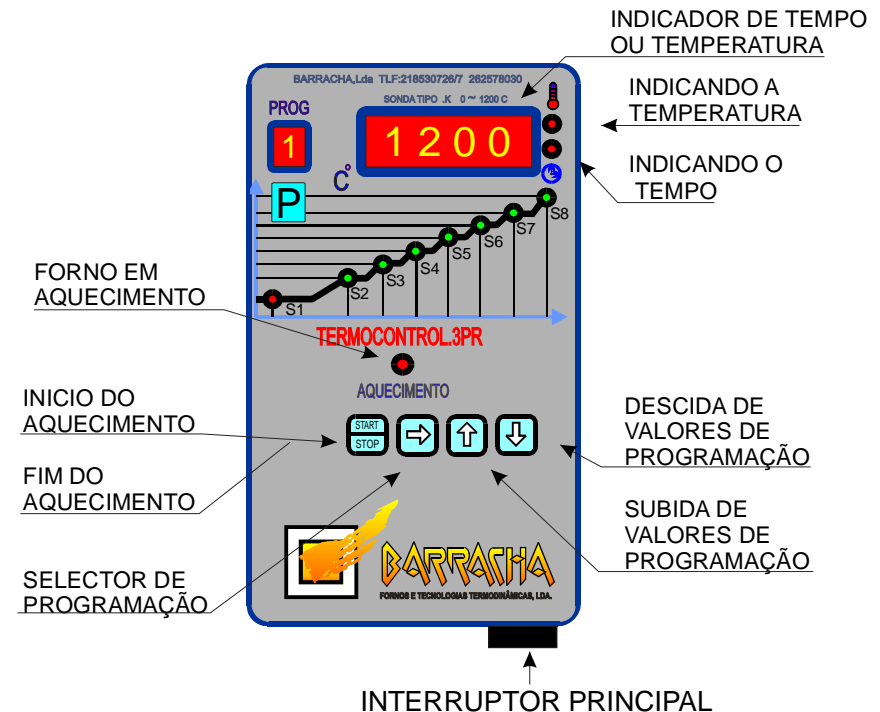 INDICADOR DE TEMPO
OU TEMPERATURA
BARRACHA,Lda TLF:218530726/7 262578030
SONDA TIPO .K 0 ~ 1200 C
PROG
1
1200
C°
INDICANDO A
TEMPERATURA
INDICANDO O
TEMPO
P
S1
S2
S3
S4
S5
S6
S7
S8
FORNO EM
AQUECIMENTO
TERMOCONTROL.3PR
AQUECIMENTO
INICIO DO
AQUECIMENTO
START
STOP
FIM DO
AQUECIMENTO
DESCIDA DE
VALORES DE
PROGRAMAÇÃO
SUBIDA DE
VALORES DE
PROGRAMAÇÃO
SELECTOR DE
PROGRAMAÇÃO
BARRACHA
FORNOS E TECNOLOGIAS TERMODINÂMICAS, LDA.
INTERRUPTOR PRINCIPAL